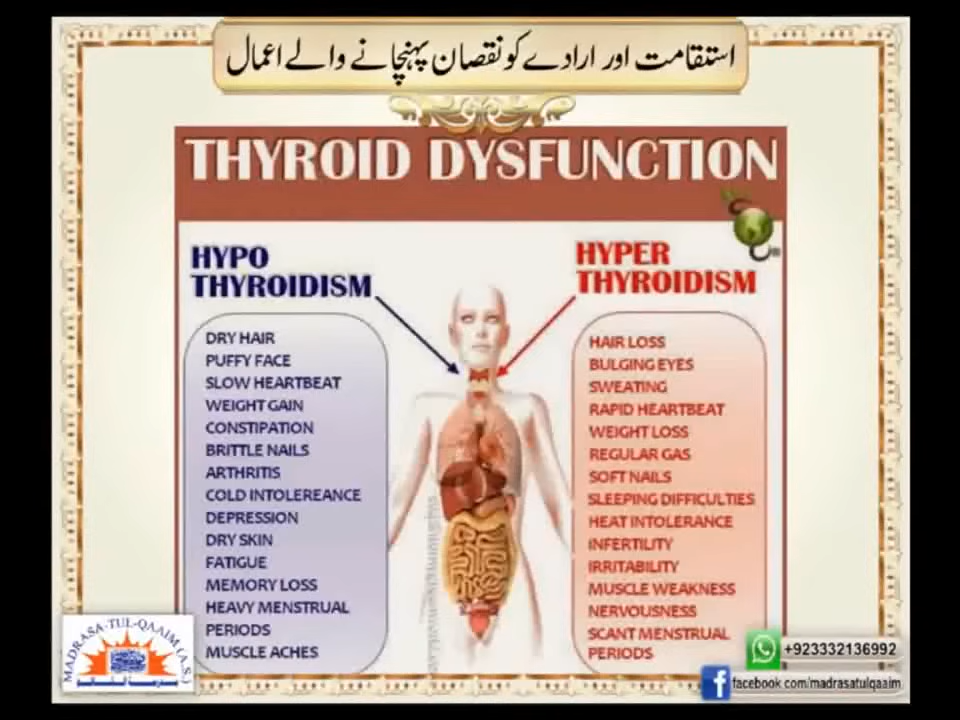 استقامت اور ارادے کو نقصان پہنچانے والے اعمال
THYROID DYSFUNCTION
HYPO
THYROIDISM
DRY HAIR
PUFFY FACE
SLOW HEARTBEAT
WEIGHT GAIN
CONSTIPATION
BRITTLE NAILS
ARTHRITIS
COLD INTOLEREANCE
DEPRESSION
DRY SKIN
FATIGUE
MEMORY LOSS
HEAVY MENSTRUAL
PERIODS
MUSCLE ACHES
HYPER
THYROIDISM
HAIR LOSS
BULGING EYES
SWEATING
RAPID HEARTBEAT
WEIGHT LOSS
REGULAR GAS
SOFT NAILS
SLEEPING DIFFICULTIES
HEAT INTOLERANCE
INFERTILITY
IRRITABILITY
MUSCLE WEAKNESS
NERVOUSNESS
SCANT MENSTRUAL
PERIODS
MADRASA-TUL-QAAIM (A.S.)
+923332136992
facebook.com/madrasatulqaaim